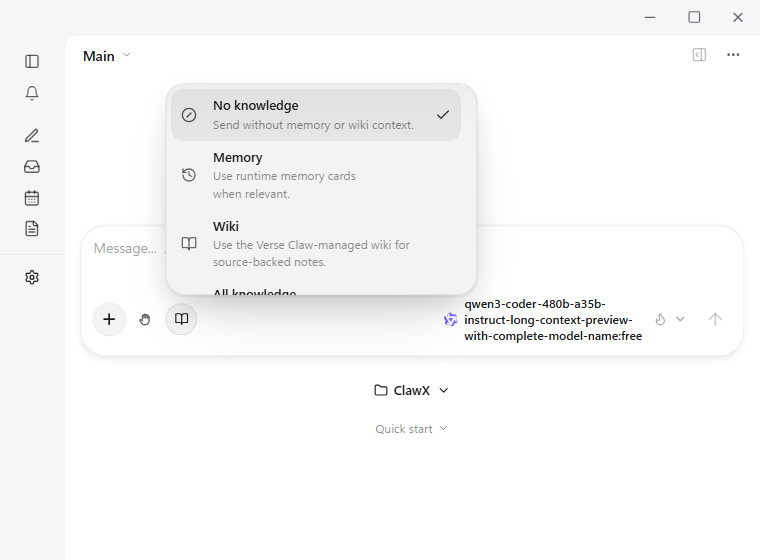 Main
No knowledge
Send without memory or wiki context.
Memory
Use runtime memory cards
when relevant.
Wiki
Use the Verse Claw-managed wiki for
source-backed notes.
All knowledge
Message...
qwen3-coder-480b-a35b-
instruct-long-context-preview-
with-complete-model-name:free
ClawX
Quick start